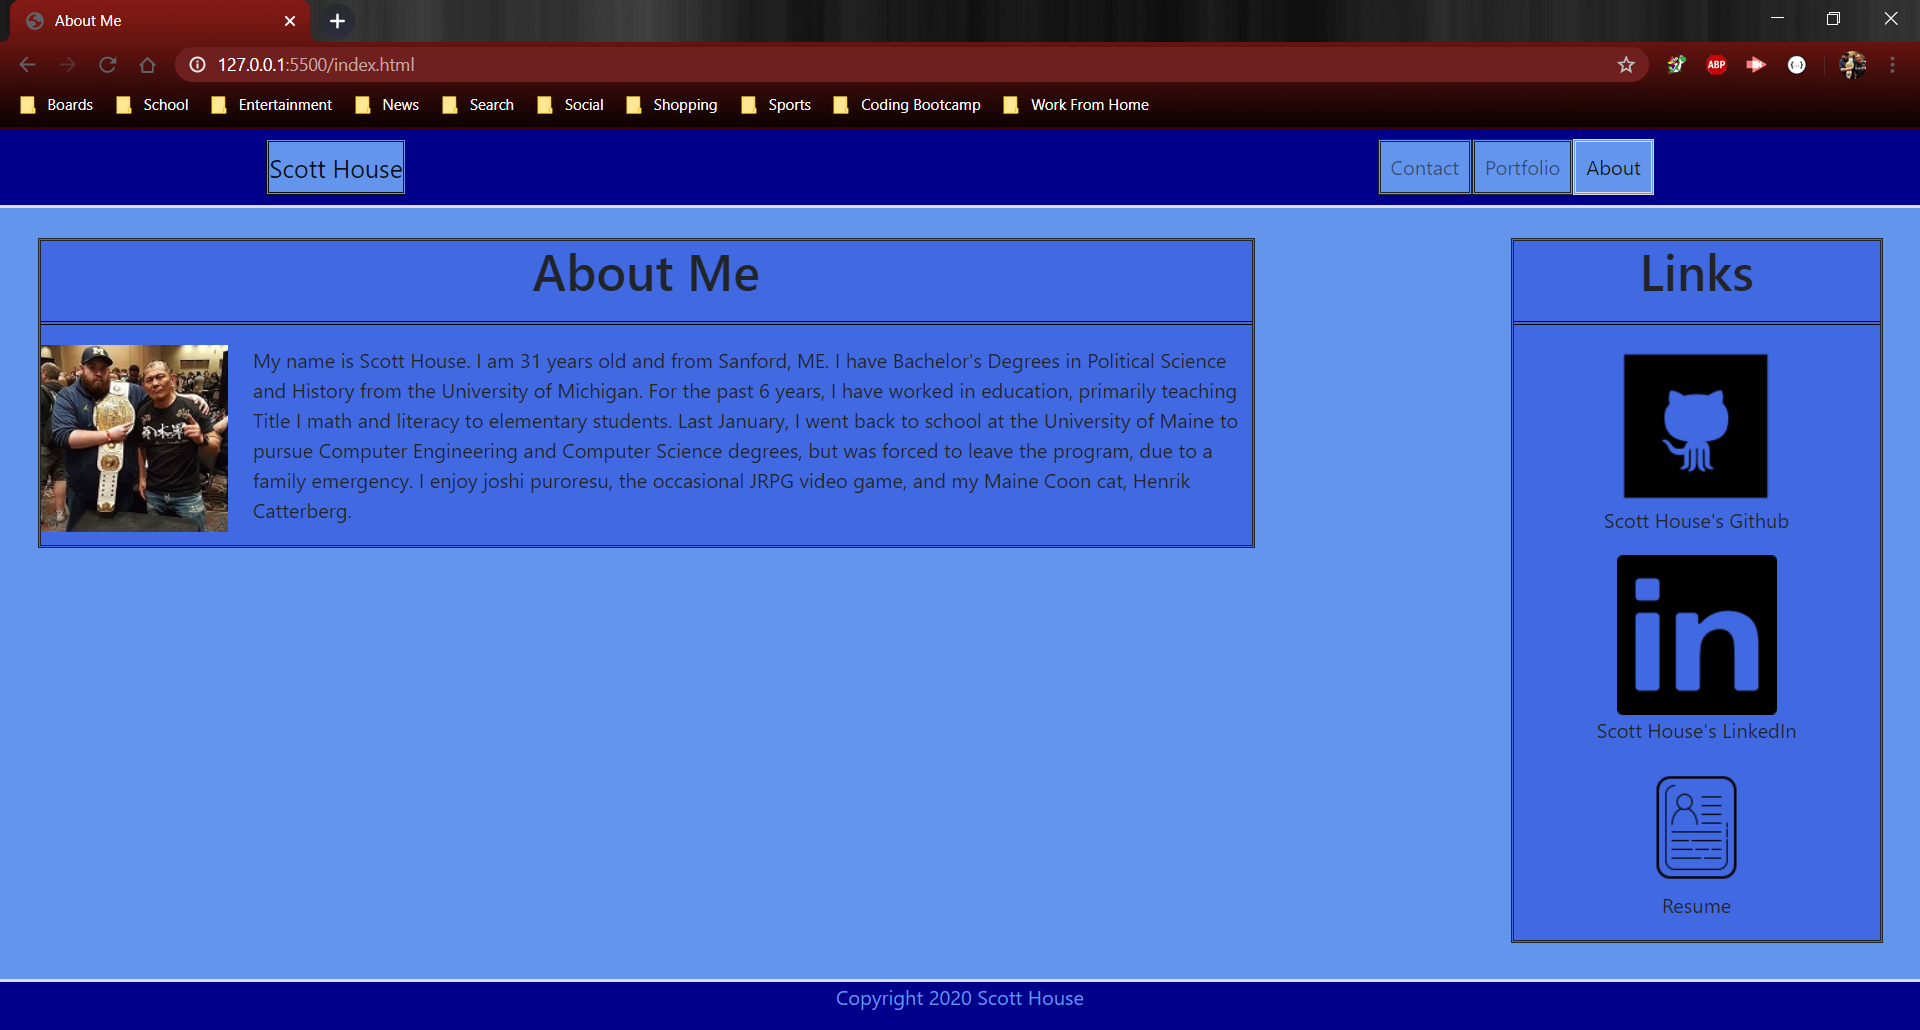 About Me
127.0.0.1:5500/index.html
ABP
Boards School Entertainment News Search Social Shopping Sports Coding Bootcamp Work From Home
Scott House
Contact Portfolio About
About Me
My name is Scott House. I am 31 years old and from Sanford, ME. I have Bachelor's Degrees in Political Science
and History from the University of Michigan. For the past 6 years, I have worked in education, primarily teaching
Title I math and literacy to elementary students. Last January, I went back to school at the University of Maine to
pursue Computer Engineering and Computer Science degrees, but was forced to leave the program, due to a
family emergency. I enjoy joshi puroresu, the occasional JRPG video game, and my Maine Coon cat, Henrik
Catterberg.
Links
Scott House's Github
in
Scott House's LinkedIn
Resume
Copyright 2020 Scott House